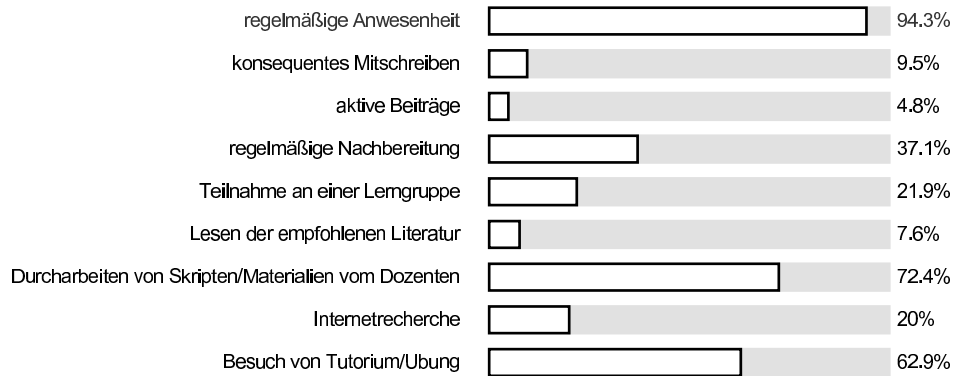 regelmäßige Anwesenheit 94.3%
konsequentes Mitschreiben 9.5%
aktive Beiträge 4.8%
regelmäßige Nachbereitung 37.1%
Teilnahme an einer Lerngruppe 21.9%
Lesen der empfohlenen Literatur 7.6%
Durcharbeiten von Skripten/Materialien vom Dozenten 72.4%
Internetrecherche 20%
Besuch von Tutorium/Übung 62.9%